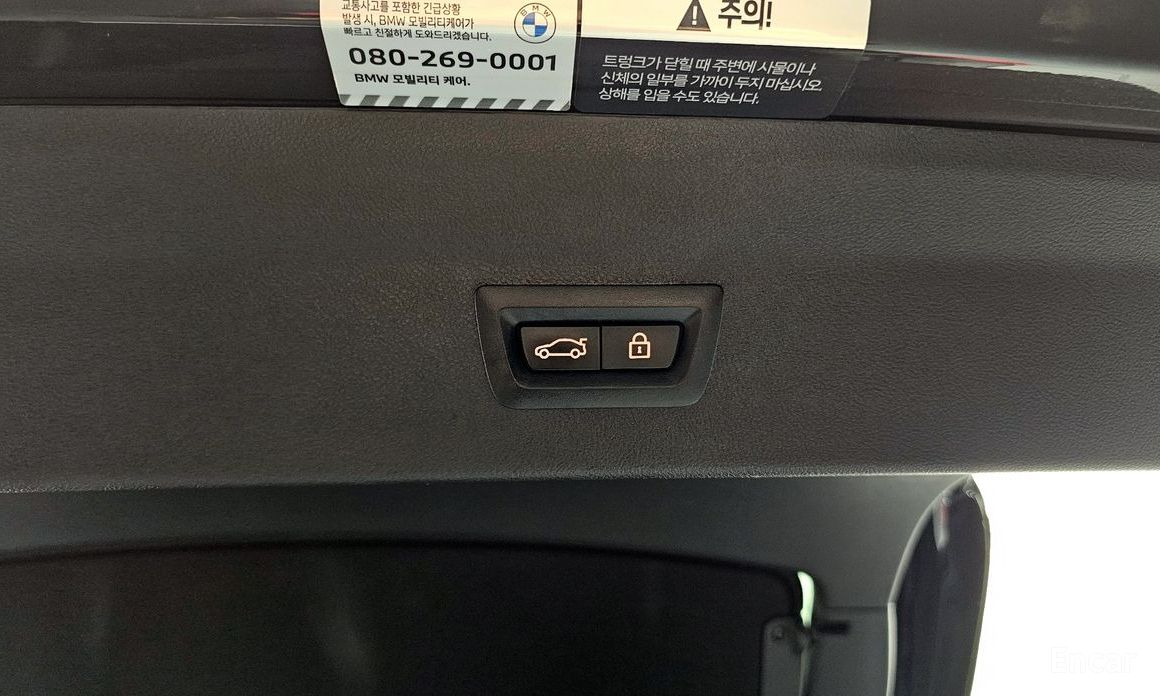 교통사고를 포함한 긴급상황
발생 시, BMW 모빌리티케어가
빠르고 친절하게 도와드리겠습니다.
BMW
080-269-0001
BMW 모빌리티 케어.
주의!
트렁크가 닫힐 때 주변에 사물이나
신체의 일부를 가까이 두지 마십시오.
상해를 입을 수도 있습니다.
Encar